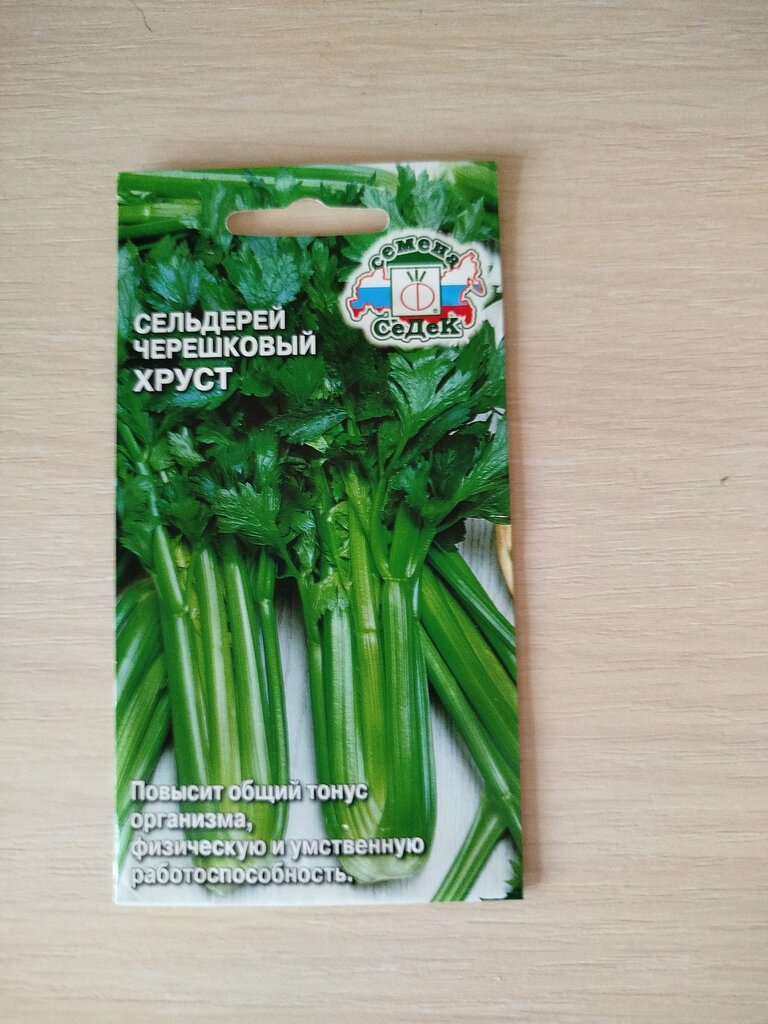 семена
СеДеК
СЕЛЬДЕРЕЙ
ЧЕРЕШКОВЫЙ
ХРУСТ
Повысит общий тонус
организма,
физическую и умственную
работоспособность.